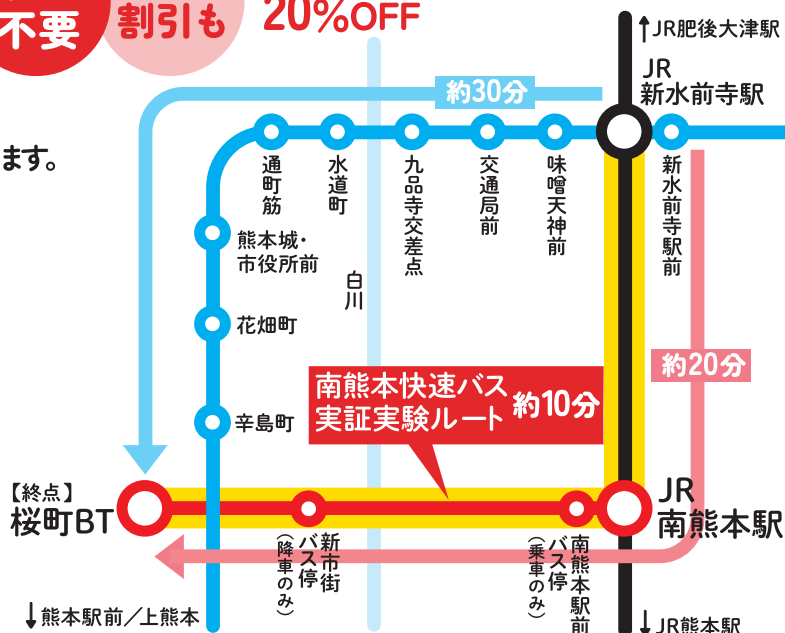 不要
割引も
20%OFF
ます。
↑JR肥後大津駅
JR
新水前寺駅
約30分
通町筋
水道町
九品寺交差点
交通局前
味噌天神前
新水前寺駅前
熊本城・
市役所前
白川
花畑町
約20分
南熊本快速バス
実証実験ルート
約10分
辛島町
【終点】
桜町BT
JR
南熊本駅
新市街
バス停
(降車のみ)
南熊本駅前
バス停
(乗車のみ)
↓熊本駅前/上熊本
↓JR熊本駅